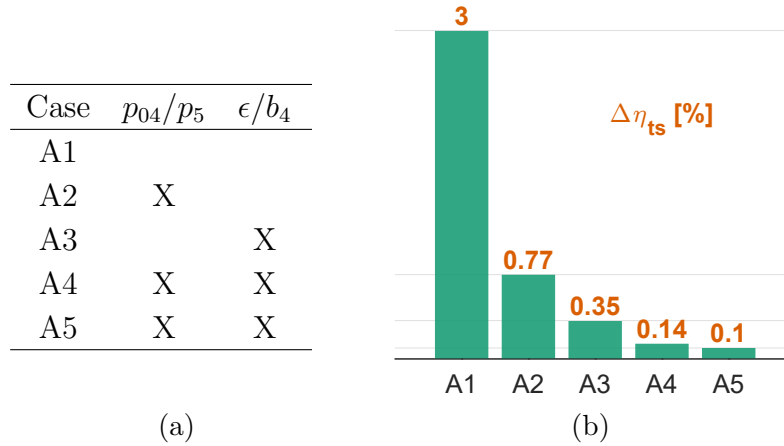 Case p₀₄/p₅ ϵ/b₄
A1
A2 X
A3 X
A4 X X
A5 X X
(a)
3
Δη_ts [%]
0.77
0.35
0.14
0.1
A1 A2 A3 A4 A5
(b)